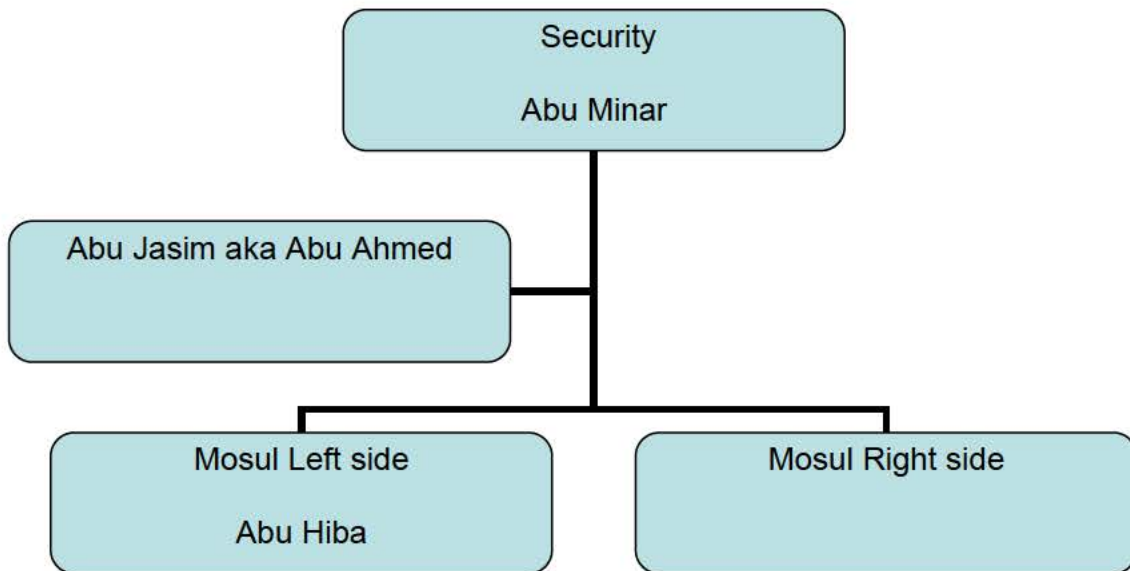 Security
Abu Minar
Abu Jasim aka Abu Ahmed
Mosul Left side
Abu Hiba
Mosul Right side